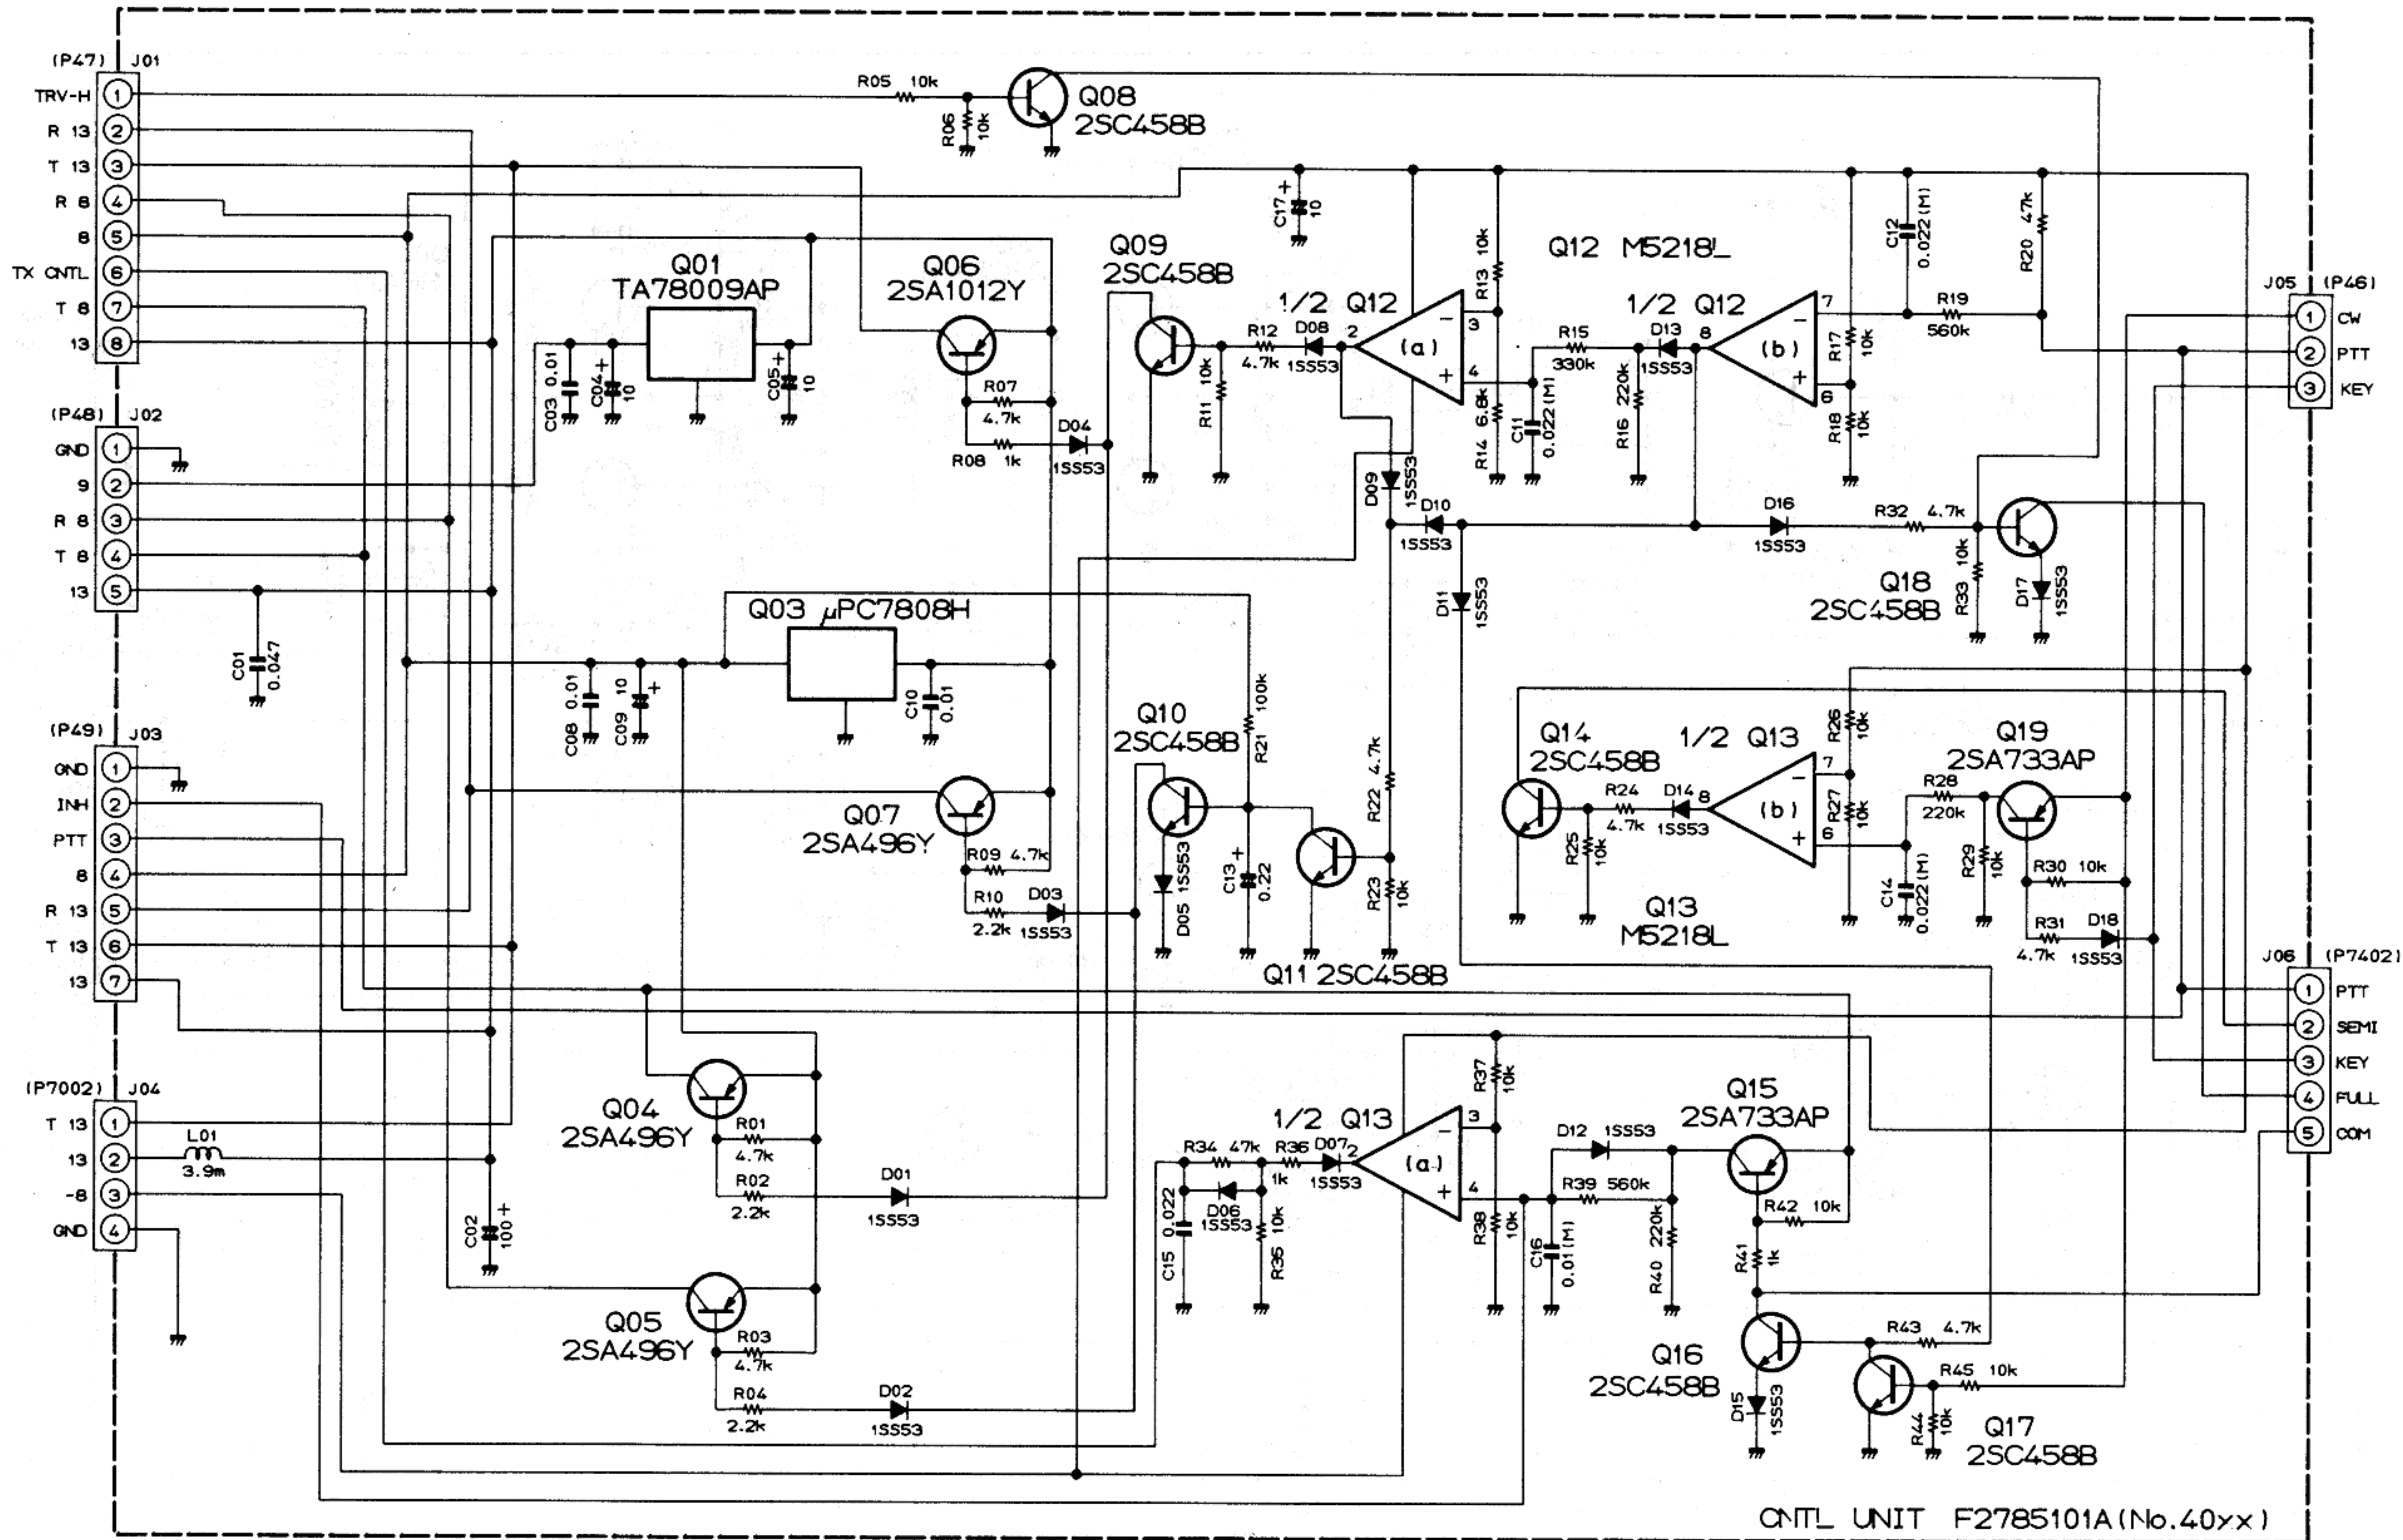 (P47) J01
TRV-H 1
R 13 2
T 13 3
R 8 4
8 5
TX CNTL 6
T 8 7
13 8
(P48) J02
GND 1
9 2
R 8 3
T 8 4
13 5
(P49) J03
GND 1
INH 2
PTT 3
8 4
R 13 5
T 13 6
13 7
(P7002) J04
T 13 1
13 2
-8 3
GND 4
L01
3.9m
C01
0.047
C02
100 +
R05 10k
R06
10k
Q08
2SC458B
Q01
TA78009AP
C03 0.01
C04 +
10
C05 +
10
Q06
2SA1012Y
R07
4.7k
R08 1k
D04
1SS53
Q09
2SC458B
R11 10k
R12
4.7k
D08
1SS53
C17 +
10
1/2 Q12
2
(a)
-
3
+
4
R13 10k
R14 6.8k
Q12 M5218L
C11
0.022(M)
R15
330k
R16 220k
D13
1SS53
1/2 Q12
8
(b)
-
7
+
6
R17
10k
R18
10k
C12
0.022(M)
R20 47k
R19
560k
J05 (P46)
1 CW
2 PTT
3 KEY
D09
1SS53
D10
1SS53
D11
1SS53
D16
1SS53
R32 4.7k
R33 10k
Q18
2SC458B
D17
1SS53
Q03 µPC7808H
C08 0.01
C09 10 +
C10
0.01
Q10
2SC458B
R21 100k
D05 1SS53
C13 +
0.22
R22 4.7k
R23
10k
Q11 2SC458B
Q07
2SA496Y
R09 4.7k
R10
2.2k
D03
1SS53
Q14
2SC458B
R24
4.7k
R25
10k
D14
1SS53
1/2 Q13
8
(b)
-
7
+
6
Q13
M5218L
R26
10k
R27
10k
C14
0.022(M)
R28
220k
R29
10k
Q19
2SA733AP
R30 10k
R31
4.7k
D18
1SS53
J06 (P7402)
1 PTT
2 SEMI
3 KEY
4 FULL
5 COM
Q04
2SA496Y
R01
4.7k
R02
2.2k
D01
1SS53
Q05
2SA496Y
R03
4.7k
R04
2.2k
D02
1SS53
R34 47k
D06
1SS53
C15 0.022
R35 10k
R36
1k
D07
1SS53
1/2 Q13
2
(a)
-
3
+
4
R37
10k
R38
10k
D12 1SS53
R39 560k
C16
0.01(M)
R40 220k
Q15
2SA733AP
R42 10k
R41
1k
Q16
2SC458B
D15
1SS53
R43 4.7k
R45 10k
R44
10k
Q17
2SC458B
CNTL UNIT F2785101A(No.40xx)